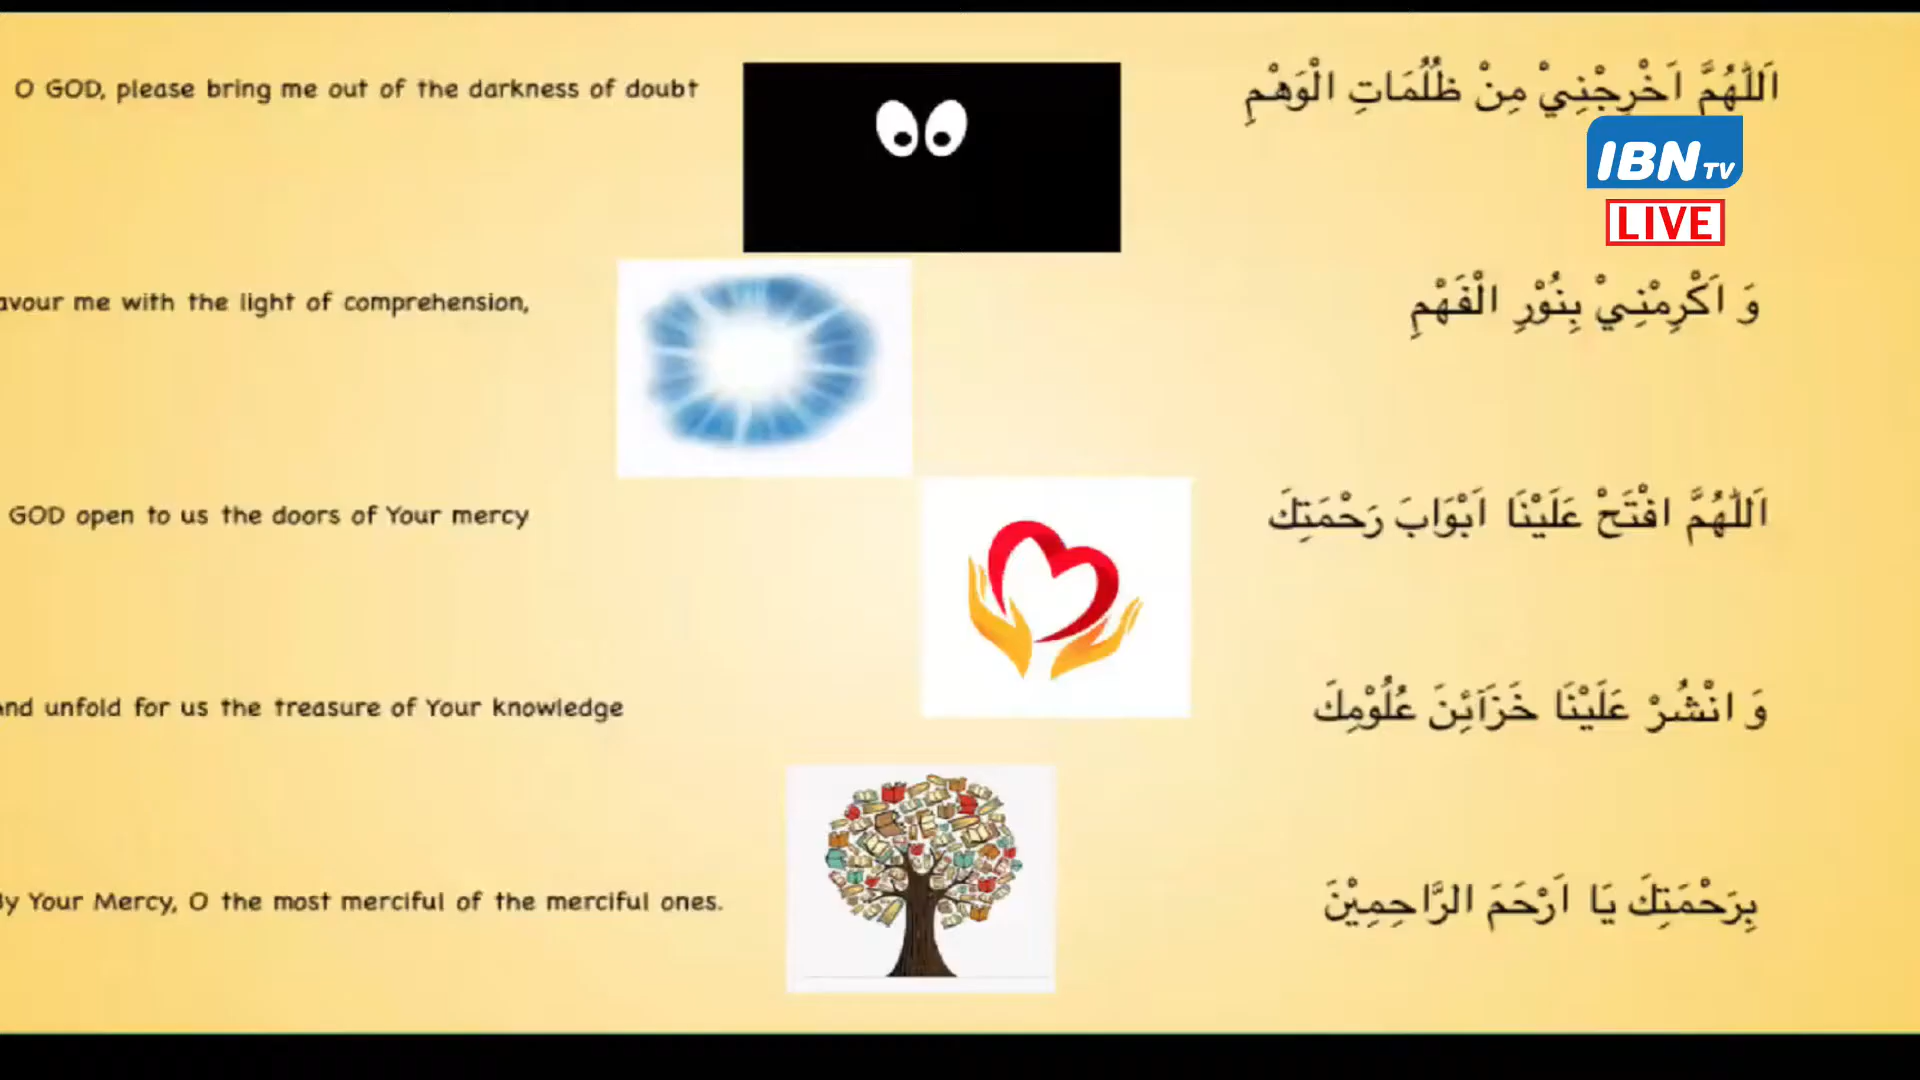 O GOD, please bring me out of the darkness of doubt
اَللّٰهُمَّ اَخْرِجْنِيْ مِنْ ظُلُمَاتِ الْوَهْمِ
IBN TV
LIVE
avour me with the light of comprehension,
وَ اَكْرِمْنِيْ بِنُوْرِ الْفَهْمِ
GOD open to us the doors of Your mercy
اَللّٰهُمَّ افْتَحْ عَلَيْنَا اَبْوَابَ رَحْمَتِكَ
nd unfold for us the treasure of Your knowledge
وَ انْشُرْ عَلَيْنَا خَزَآئِنَ عُلُوْمِكَ
By Your Mercy, O the most merciful of the merciful ones.
بِرَحْمَتِكَ يَا اَرْحَمَ الرَّاحِمِيْنَ